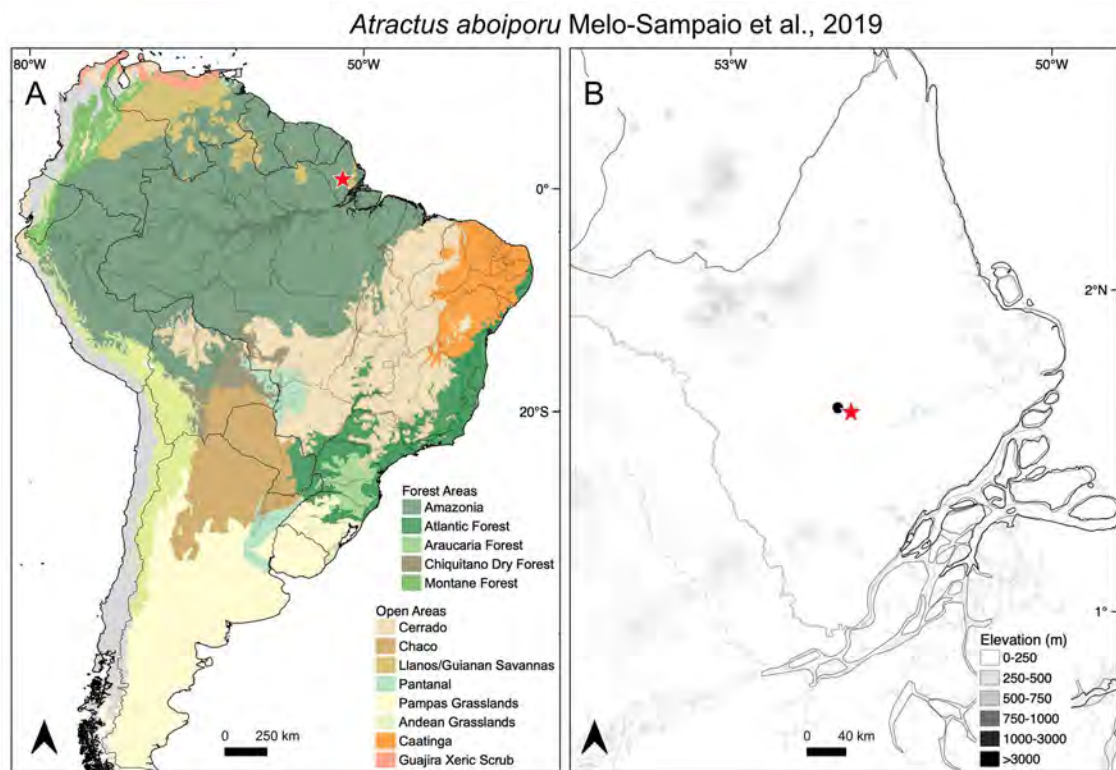 Atractus aboiporu Melo-Sampaio et al., 2019
80°W
50°W
A
0°
20°S
Forest Areas
Amazonia
Atlantic Forest
Araucaria Forest
Chiquitano Dry Forest
Montane Forest
Open Areas
Cerrado
Chaco
Llanos/Guianan Savannas
Pantanal
Pampas Grasslands
Andean Grasslands
Caatinga
Guajira Xeric Scrub
0 250 km
53°W
50°W
B
2°N
1°
Elevation (m)
0-250
250-500
500-750
750-1000
1000-3000
>3000
0 40 km